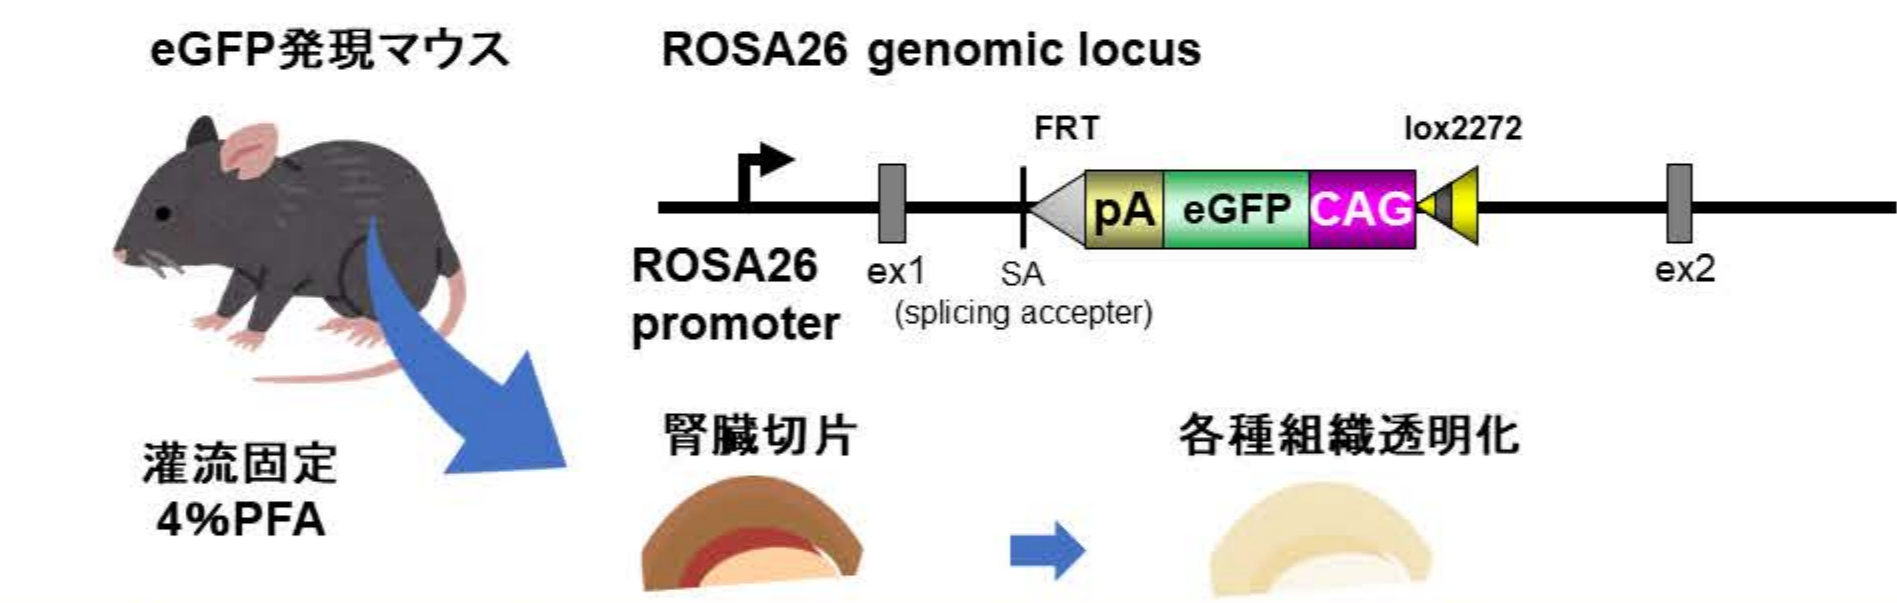 eGFP発現マウス
ROSA26 genomic locus
FRT
lox2272
pA
eGFP
CAG
ROSA26
promoter
ex1
SA
(splicing accepter)
ex2
灌流固定
4%PFA
腎臓切片
各種組織透明化